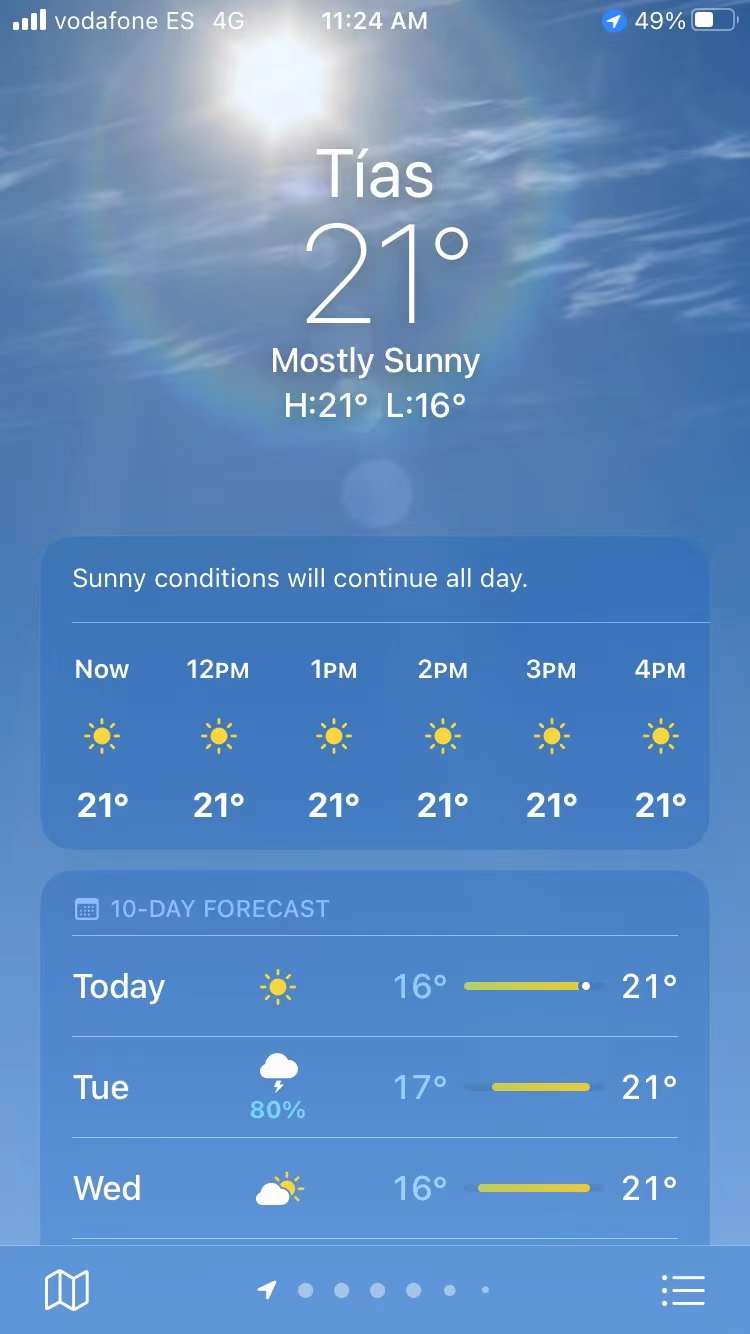 vodafone ES 4G 11:24 AM 49%
Tías
21°
Mostly Sunny
H:21° L:16°
Sunny conditions will continue all day.
Now 12PM 1PM 2PM 3PM 4PM
21° 21° 21° 21° 21° 21°
10-DAY FORECAST
Today 16° 21°
Tue 80% 17° 21°
Wed 16° 21°